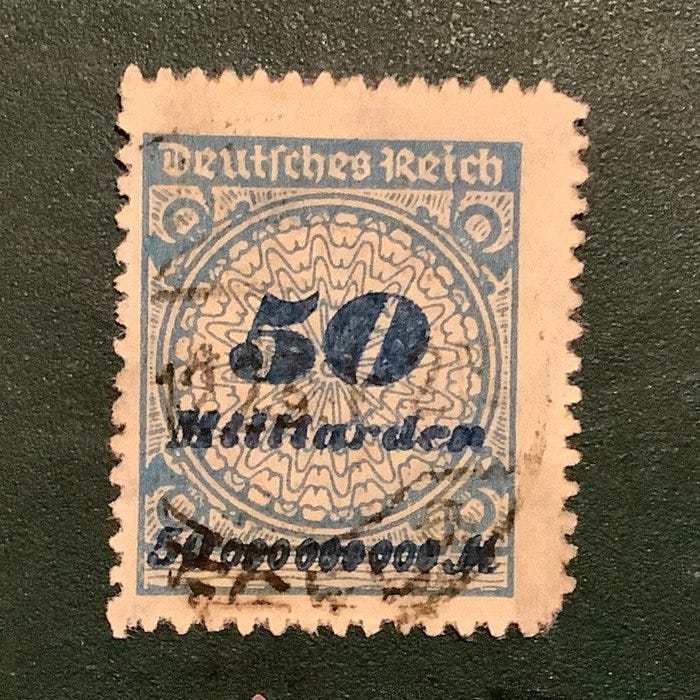 Deutsches Reich
50
Milliarden
50 000 000 000 M